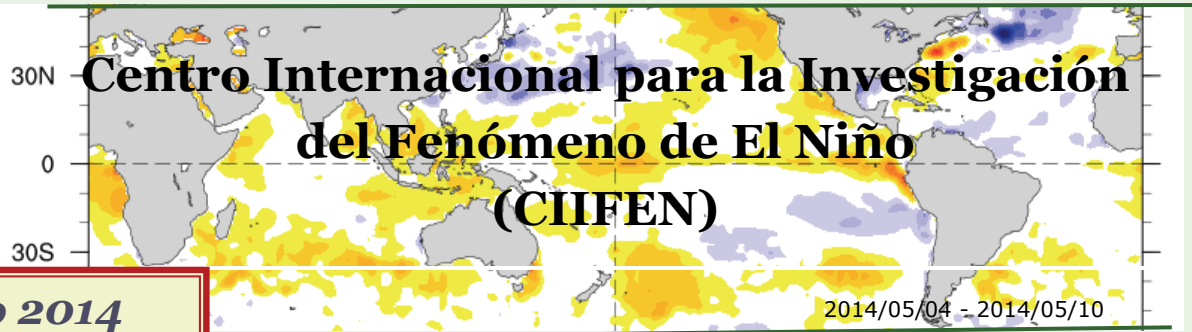 Centro Internacional para la Investigación
del Fenómeno de El Niño
(CIIFEN)
30N
0
30S
2014
2014/05/04 - 2014/05/10